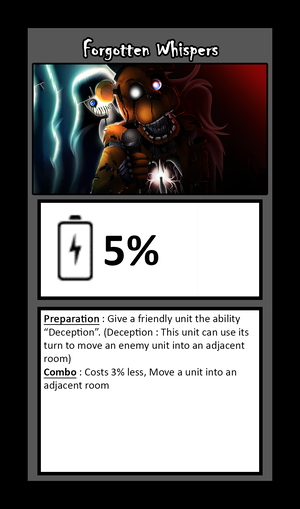 Forgotten Whispers
5%
Preparation : Give a friendly unit the ability
“Deception”. (Deception : This unit can use its
turn to move an enemy unit into an adjacent
room)
Combo : Costs 3% less, Move a unit into an
adjacent room